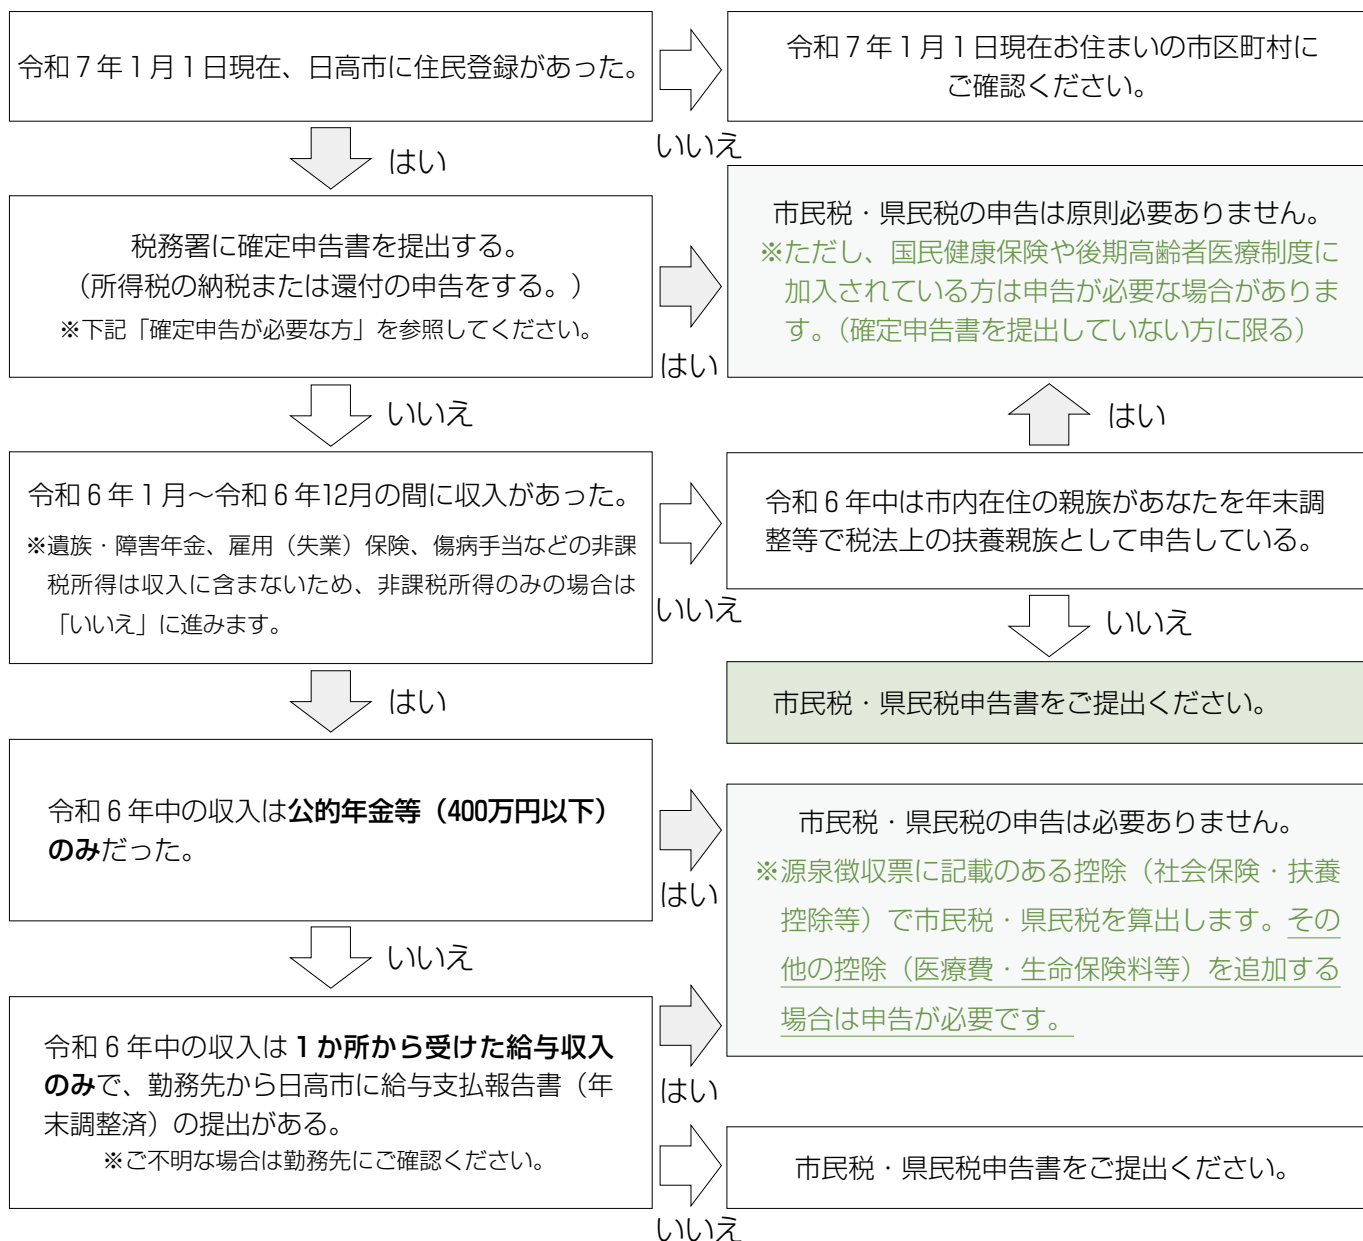 令和７年１月１日現在、日高市に住民登録があった。
いいえ
令和７年１月１日現在お住まいの市区町村に
ご確認ください。
はい
税務署に確定申告書を提出する。
（所得税の納税または還付の申告をする。）
※下記「確定申告が必要な方」を参照してください。
はい
市民税・県民税の申告は原則必要ありません。
※ただし、国民健康保険や後期高齢者医療制度に
加入されている方は申告が必要な場合がありま
す。（確定申告書を提出していない方に限る）
いいえ
はい
令和６年１月～令和６年12月の間に収入があった。
※遺族・障害年金、雇用（失業）保険、傷病手当などの非課
税所得は収入に含まないため、非課税所得のみの場合は
「いいえ」に進みます。
いいえ
令和６年中は市内在住の親族があなたを年末調
整等で税法上の扶養親族として申告している。
いいえ
市民税・県民税申告書をご提出ください。
はい
令和６年中の収入は公的年金等（400万円以下）
のみだった。
はい
市民税・県民税の申告は必要ありません。
※源泉徴収票に記載のある控除（社会保険・扶養
控除等）で市民税・県民税を算出します。その
他の控除（医療費・生命保険料等）を追加する
場合は申告が必要です。
いいえ
令和６年中の収入は１か所から受けた給与収入
のみで、勤務先から日高市に給与支払報告書（年
末調整済）の提出がある。
※ご不明な場合は勤務先にご確認ください。
はい
いいえ
市民税・県民税申告書をご提出ください。